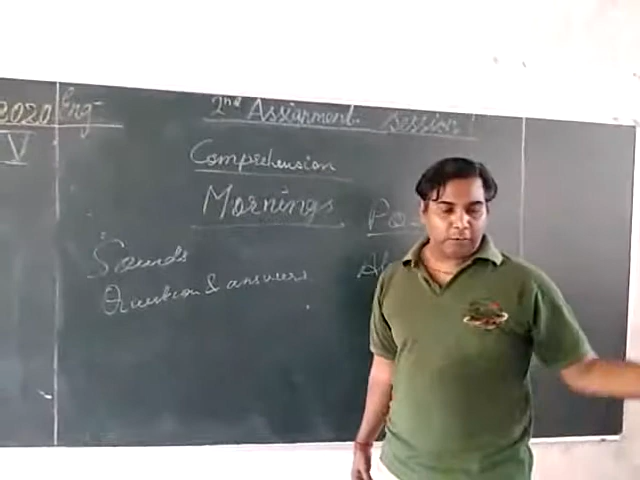 2020 Eng
V
2nd Assignment Session
Comprehension
Mornings
Sounds
Question & answers